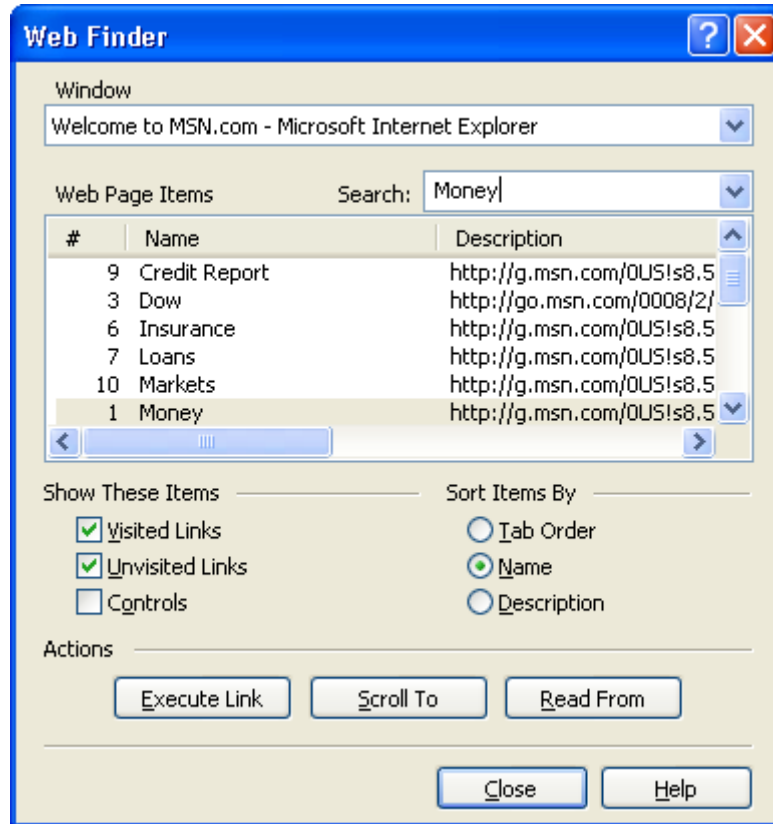 Web Finder
Window
Welcome to MSN.com - Microsoft Internet Explorer
Web Page Items Search: Money
# Name Description
9 Credit Report http://g.msn.com/0US!s8.5
3 Dow http://go.msn.com/0008/2/
6 Insurance http://g.msn.com/0US!s8.5
7 Loans http://g.msn.com/0US!s8.5
10 Markets http://g.msn.com/0US!s8.5
1 Money http://g.msn.com/0US!s8.5
Show These Items Sort Items By
Visited Links Tab Order
Unvisited Links Name
Controls Description
Actions
Execute Link Scroll To Read From
Close Help